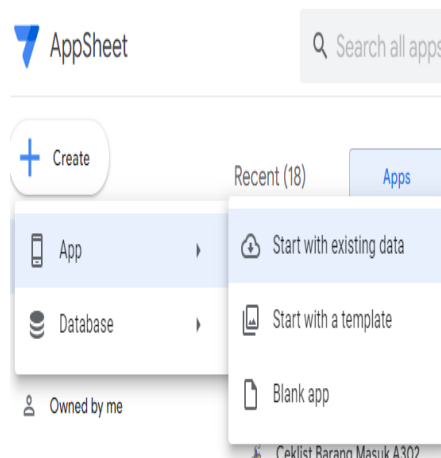 AppSheet
Search all apps
Create
Recent (18)
Apps
App
Start with existing data
Database
Start with a template
Blank app
Owned by me
Ceklist Barang Masuk A302